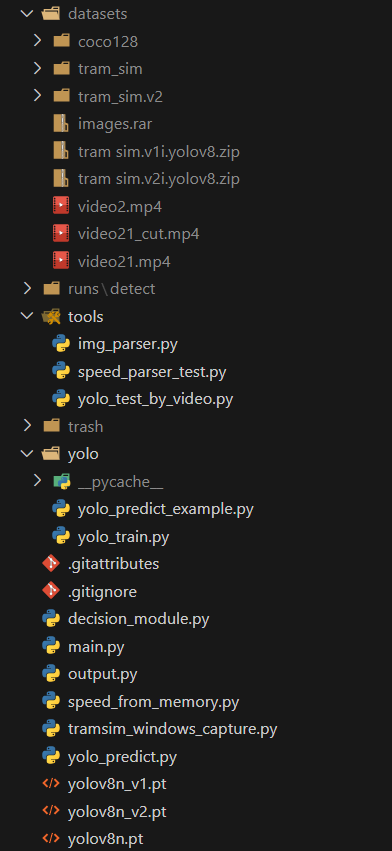 datasets
coco128
tram_sim
tram_sim.v2
images.rar
tram sim.v1i.yolov8.zip
tram sim.v2i.yolov8.zip
video2.mp4
video21_cut.mp4
video21.mp4
runs\detect
tools
img_parser.py
speed_parser_test.py
yolo_test_by_video.py
trash
yolo
__pycache__
yolo_predict_example.py
yolo_train.py
.gitattributes
.gitignore
decision_module.py
main.py
output.py
speed_from_memory.py
tramsim_windows_capture.py
yolo_predict.py
yolov8n_v1.pt
yolov8n_v2.pt
yolov8n.pt